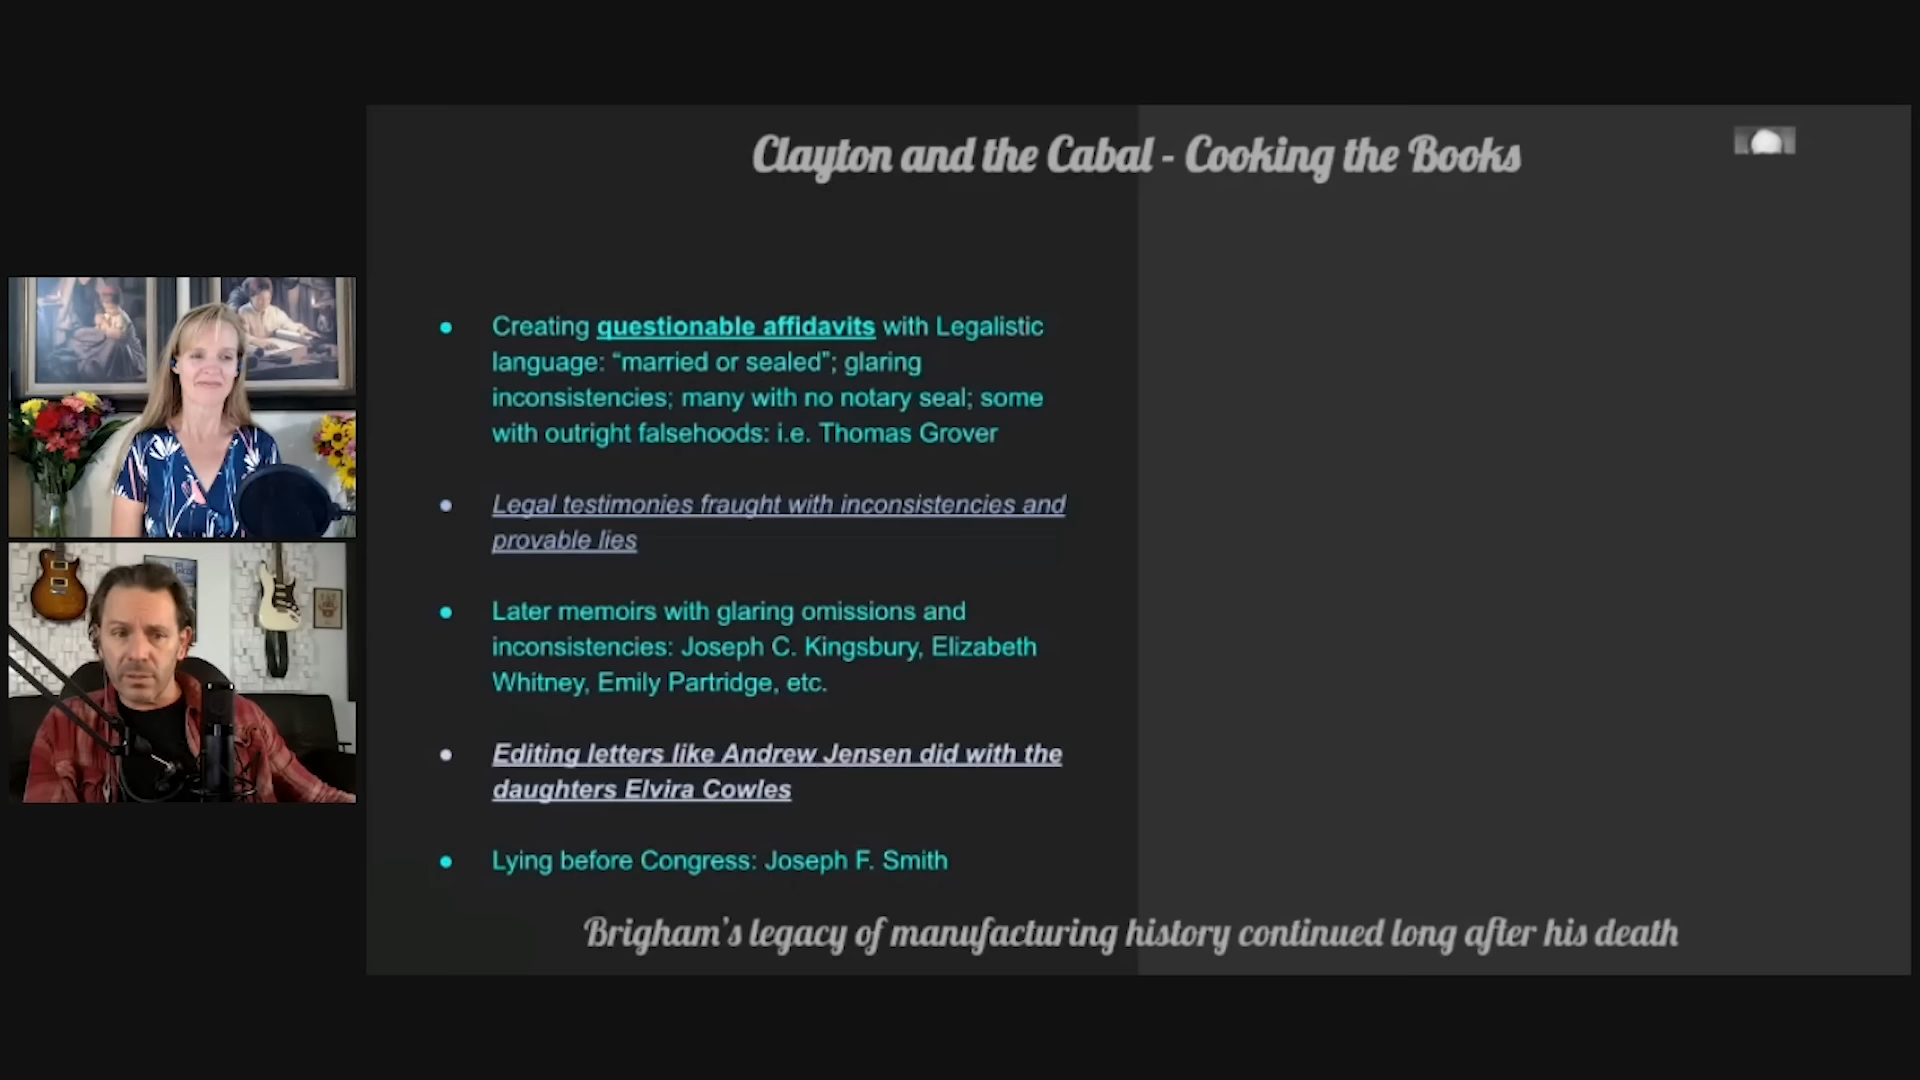 Clayton and the Cabal - Cooking the Books
Creating questionable affidavits with Legalistic
language: “married or sealed”; glaring
inconsistencies; many with no notary seal; some
with outright falsehoods: i.e. Thomas Grover
Legal testimonies fraught with inconsistencies and
provable lies
Later memoirs with glaring omissions and
inconsistencies: Joseph C. Kingsbury, Elizabeth
Whitney, Emily Partridge, etc.
Editing letters like Andrew Jensen did with the
daughters Elvira Cowles
Lying before Congress: Joseph F. Smith
Brigham’s legacy of manufacturing history continued long after his death